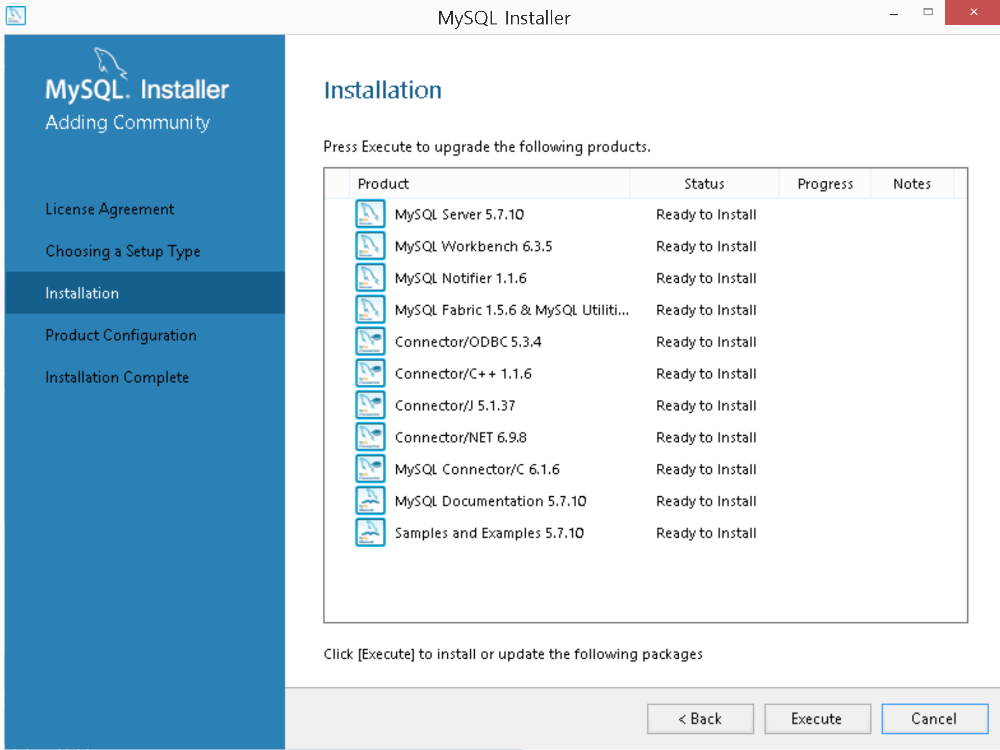 MySQL Installer
MySQL. Installer
Adding Community
License Agreement
Choosing a Setup Type
Installation
Product Configuration
Installation Complete
Installation
Press Execute to upgrade the following products.
Product Status Progress Notes
MySQL Server 5.7.10 Ready to Install
MySQL Workbench 6.3.5 Ready to Install
MySQL Notifier 1.1.6 Ready to Install
MySQL Fabric 1.5.6 & MySQL Utiliti... Ready to Install
Connector/ODBC 5.3.4 Ready to Install
Connector/C++ 1.1.6 Ready to Install
Connector/J 5.1.37 Ready to Install
Connector/NET 6.9.8 Ready to Install
MySQL Connector/C 6.1.6 Ready to Install
MySQL Documentation 5.7.10 Ready to Install
Samples and Examples 5.7.10 Ready to Install
Click [Execute] to install or update the following packages
< Back Execute Cancel